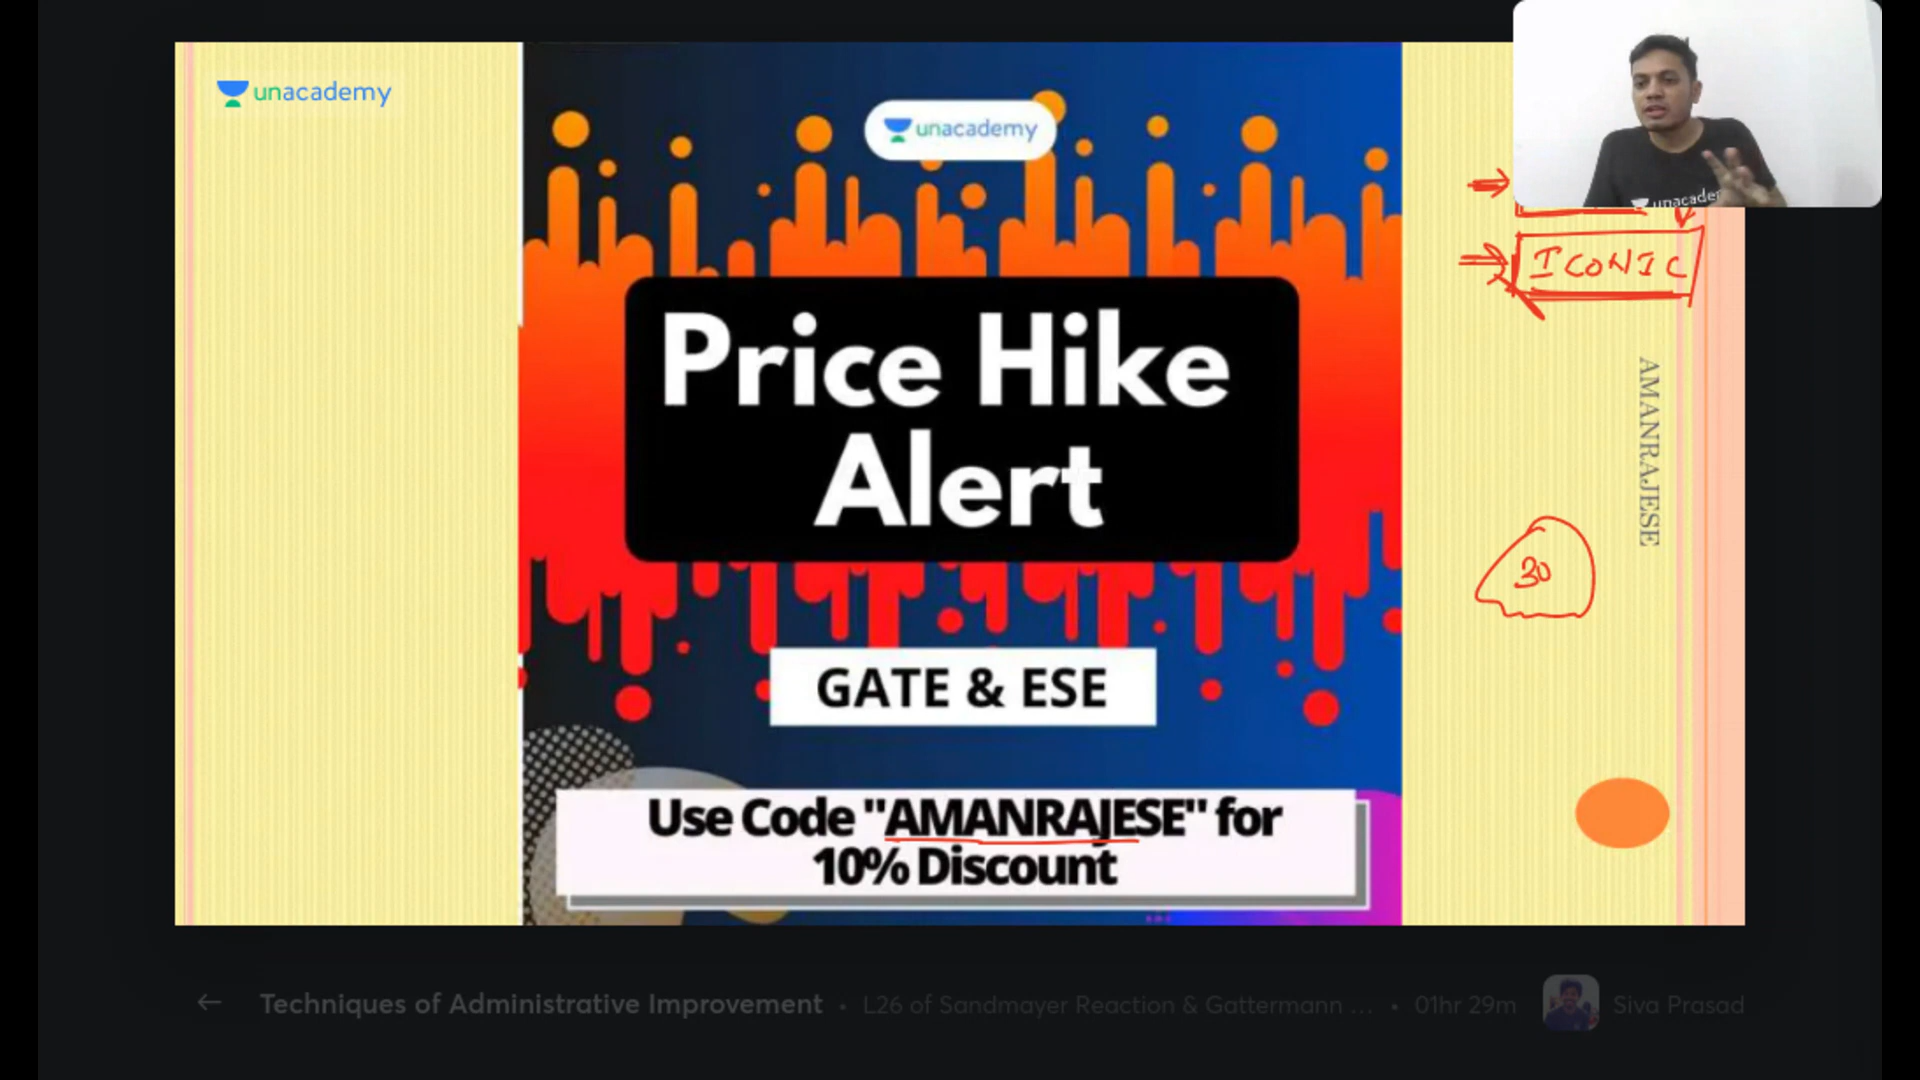 unacademy
unacademy
unacademy
ICONIC
Price Hike
Alert
AMANRAJESE
30
GATE & ESE
Use Code "AMANRAJESE" for
10% Discount
Techniques of Administrative Improvement • L26 of Sandmayer Reaction & Gattermann ... • 01hr 29m Siva Prasad